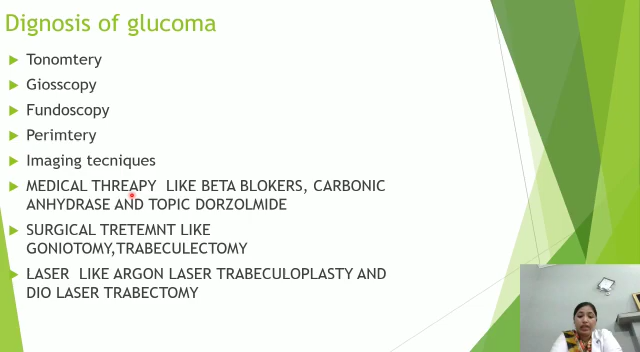 Dignosis of glucoma
Tonomtery
Giosscopy
Fundoscopy
Perimtery
Imaging tecniques
MEDICAL THREAPY LIKE BETA BLOKERS, CARBONIC
ANHYDRASE AND TOPIC DORZOLMIDE
SURGICAL TRETEMNT LIKE
GONIOTOMY,TRABECULECTOMY
LASER LIKE ARGON LASER TRABECULOPLASTY AND
DIO LASER TRABECTOMY